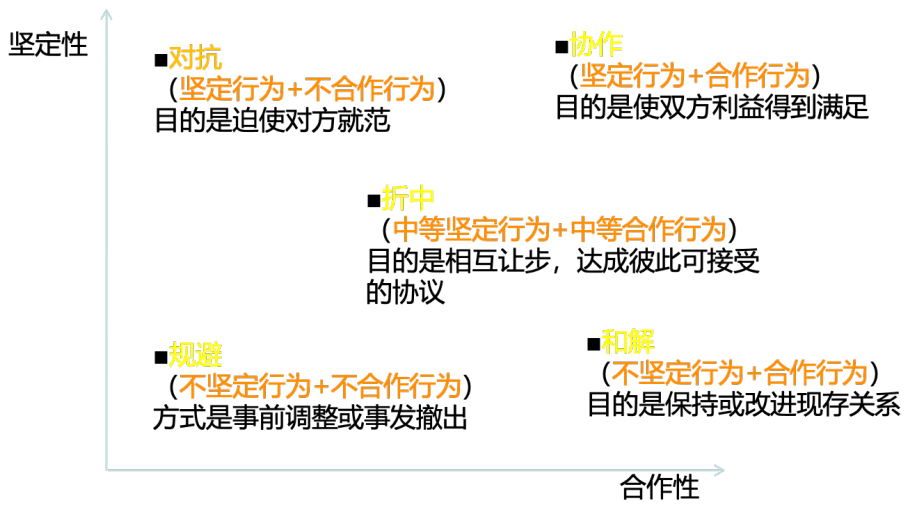 坚定性
■对抗
（坚定行为+不合作行为）
目的是迫使对方就范
■协作
（坚定行为+合作行为）
目的是使双方利益得到满足
■折中
（中等坚定行为+中等合作行为）
目的是相互让步，达成彼此可接受
的协议
■规避
（不坚定行为+不合作行为）
方式是事前调整或事发撤出
■和解
（不坚定行为+合作行为）
目的是保持或改进现存关系
合作性